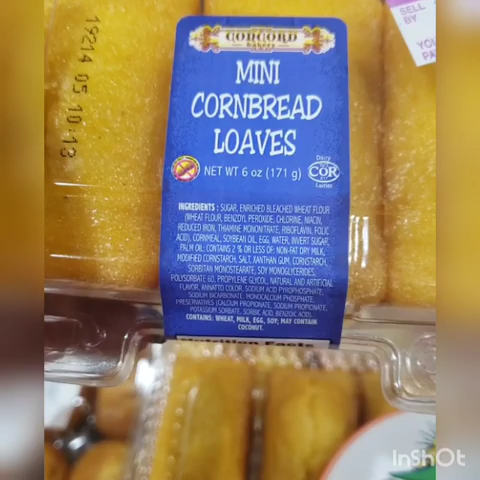 19214 05 10:13
CONCORD
bakery
MINI
CORNBREAD
LOAVES
NET WT 6 oz (171 g)
Dairy
COR
Laitier
INGREDIENTS : SUGAR, ENRICHED BLEACHED WHEAT FLOUR
(WHEAT FLOUR, BENZOYL PEROXIDE, CHLORINE, NIACIN,
REDUCED IRON, THIAMINE MONONITRATE, RIBOFLAVIN, FOLIC
ACID), CORNMEAL, SOYBEAN OIL, EGG, WATER, INVERT SUGAR,
PALM OIL; CONTAINS 2 % OR LESS OF: NON-FAT DRY MILK,
MODIFIED CORNSTARCH, SALT, XANTHAN GUM, CORNSTARCH,
SORBITAN MONOSTEARATE, SOY MONOGLYCERIDES,
POLYSORBATE 60, PROPYLENE GLYCOL, NATURAL AND ARTIFICIAL
FLAVOR, ANNATTO COLOR, SODIUM ACID PYROPHOSPHATE,
SODIUM BICARBONATE, MONOCALCIUM PHOSPHATE,
PRESERVATIVES (CALCIUM PROPIONATE, SODIUM PROPIONATE,
POTASSIUM SORBATE, SORBIC ACID, BENZOIC ACID).
CONTAINS: WHEAT, MILK, EGG, SOY; MAY CONTAIN
COCONUT.
Nutrition Facts
SELL
BY
YOU
PA
InShOt